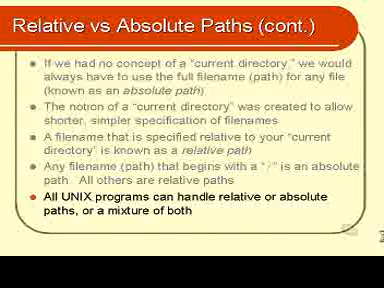 Relative vs Absolute Paths (cont.)
If we had no concept of a "current directory," we would
always have to use the full filename (path) for any file
(known as an absolute path)
The notion of a "current directory" was created to allow
shorter, simpler specification of filenames
A filename that is specified relative to your "current
directory" is known as a relative path
Any filename (path) that begins with a "/" is an absolute
path. All others are relative paths
All UNIX programs can handle relative or absolute
paths, or a mixture of both